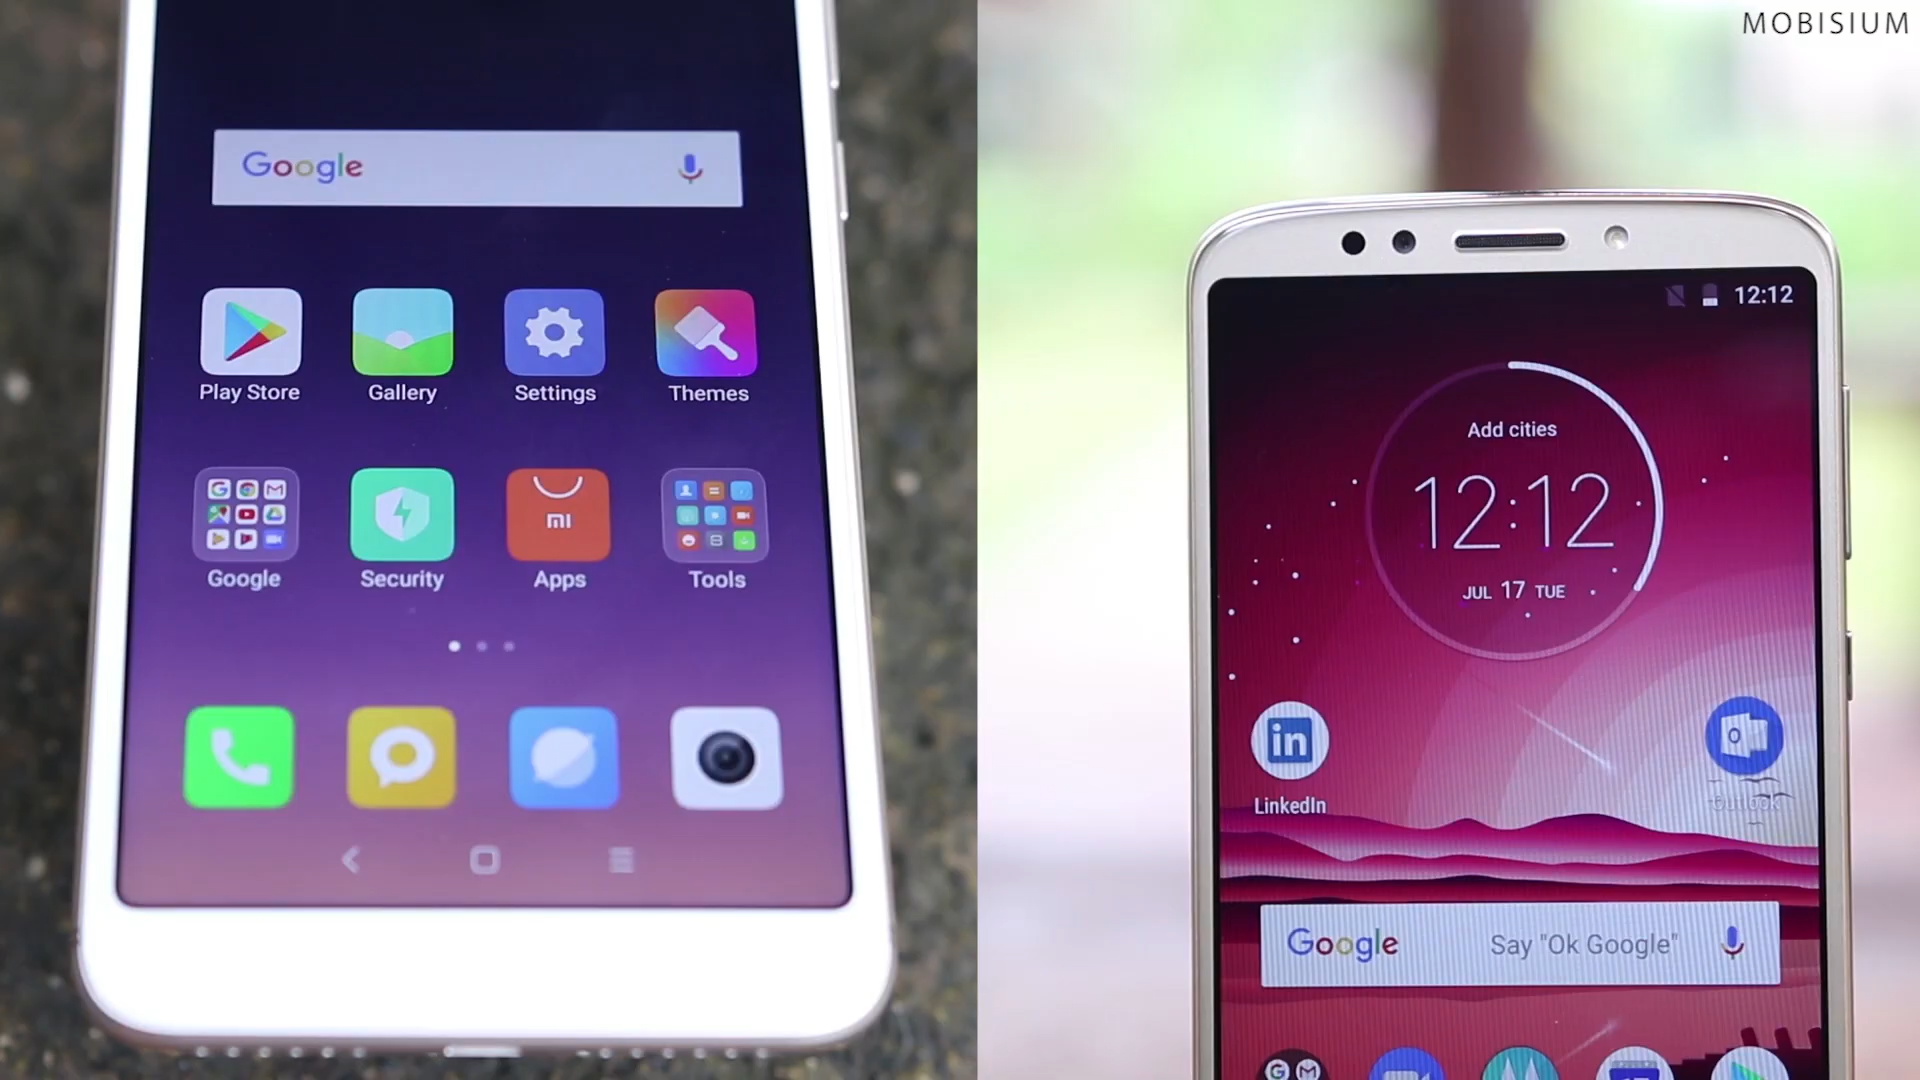 MOBISIUM
Google
Play Store
Gallery
Settings
Themes
mi
Google
Security
Apps
Tools
12:12
Add cities
12:12
JUL 17 TUE
in
LinkedIn
O
Outlook
Google
Say "Ok Google"
G
M